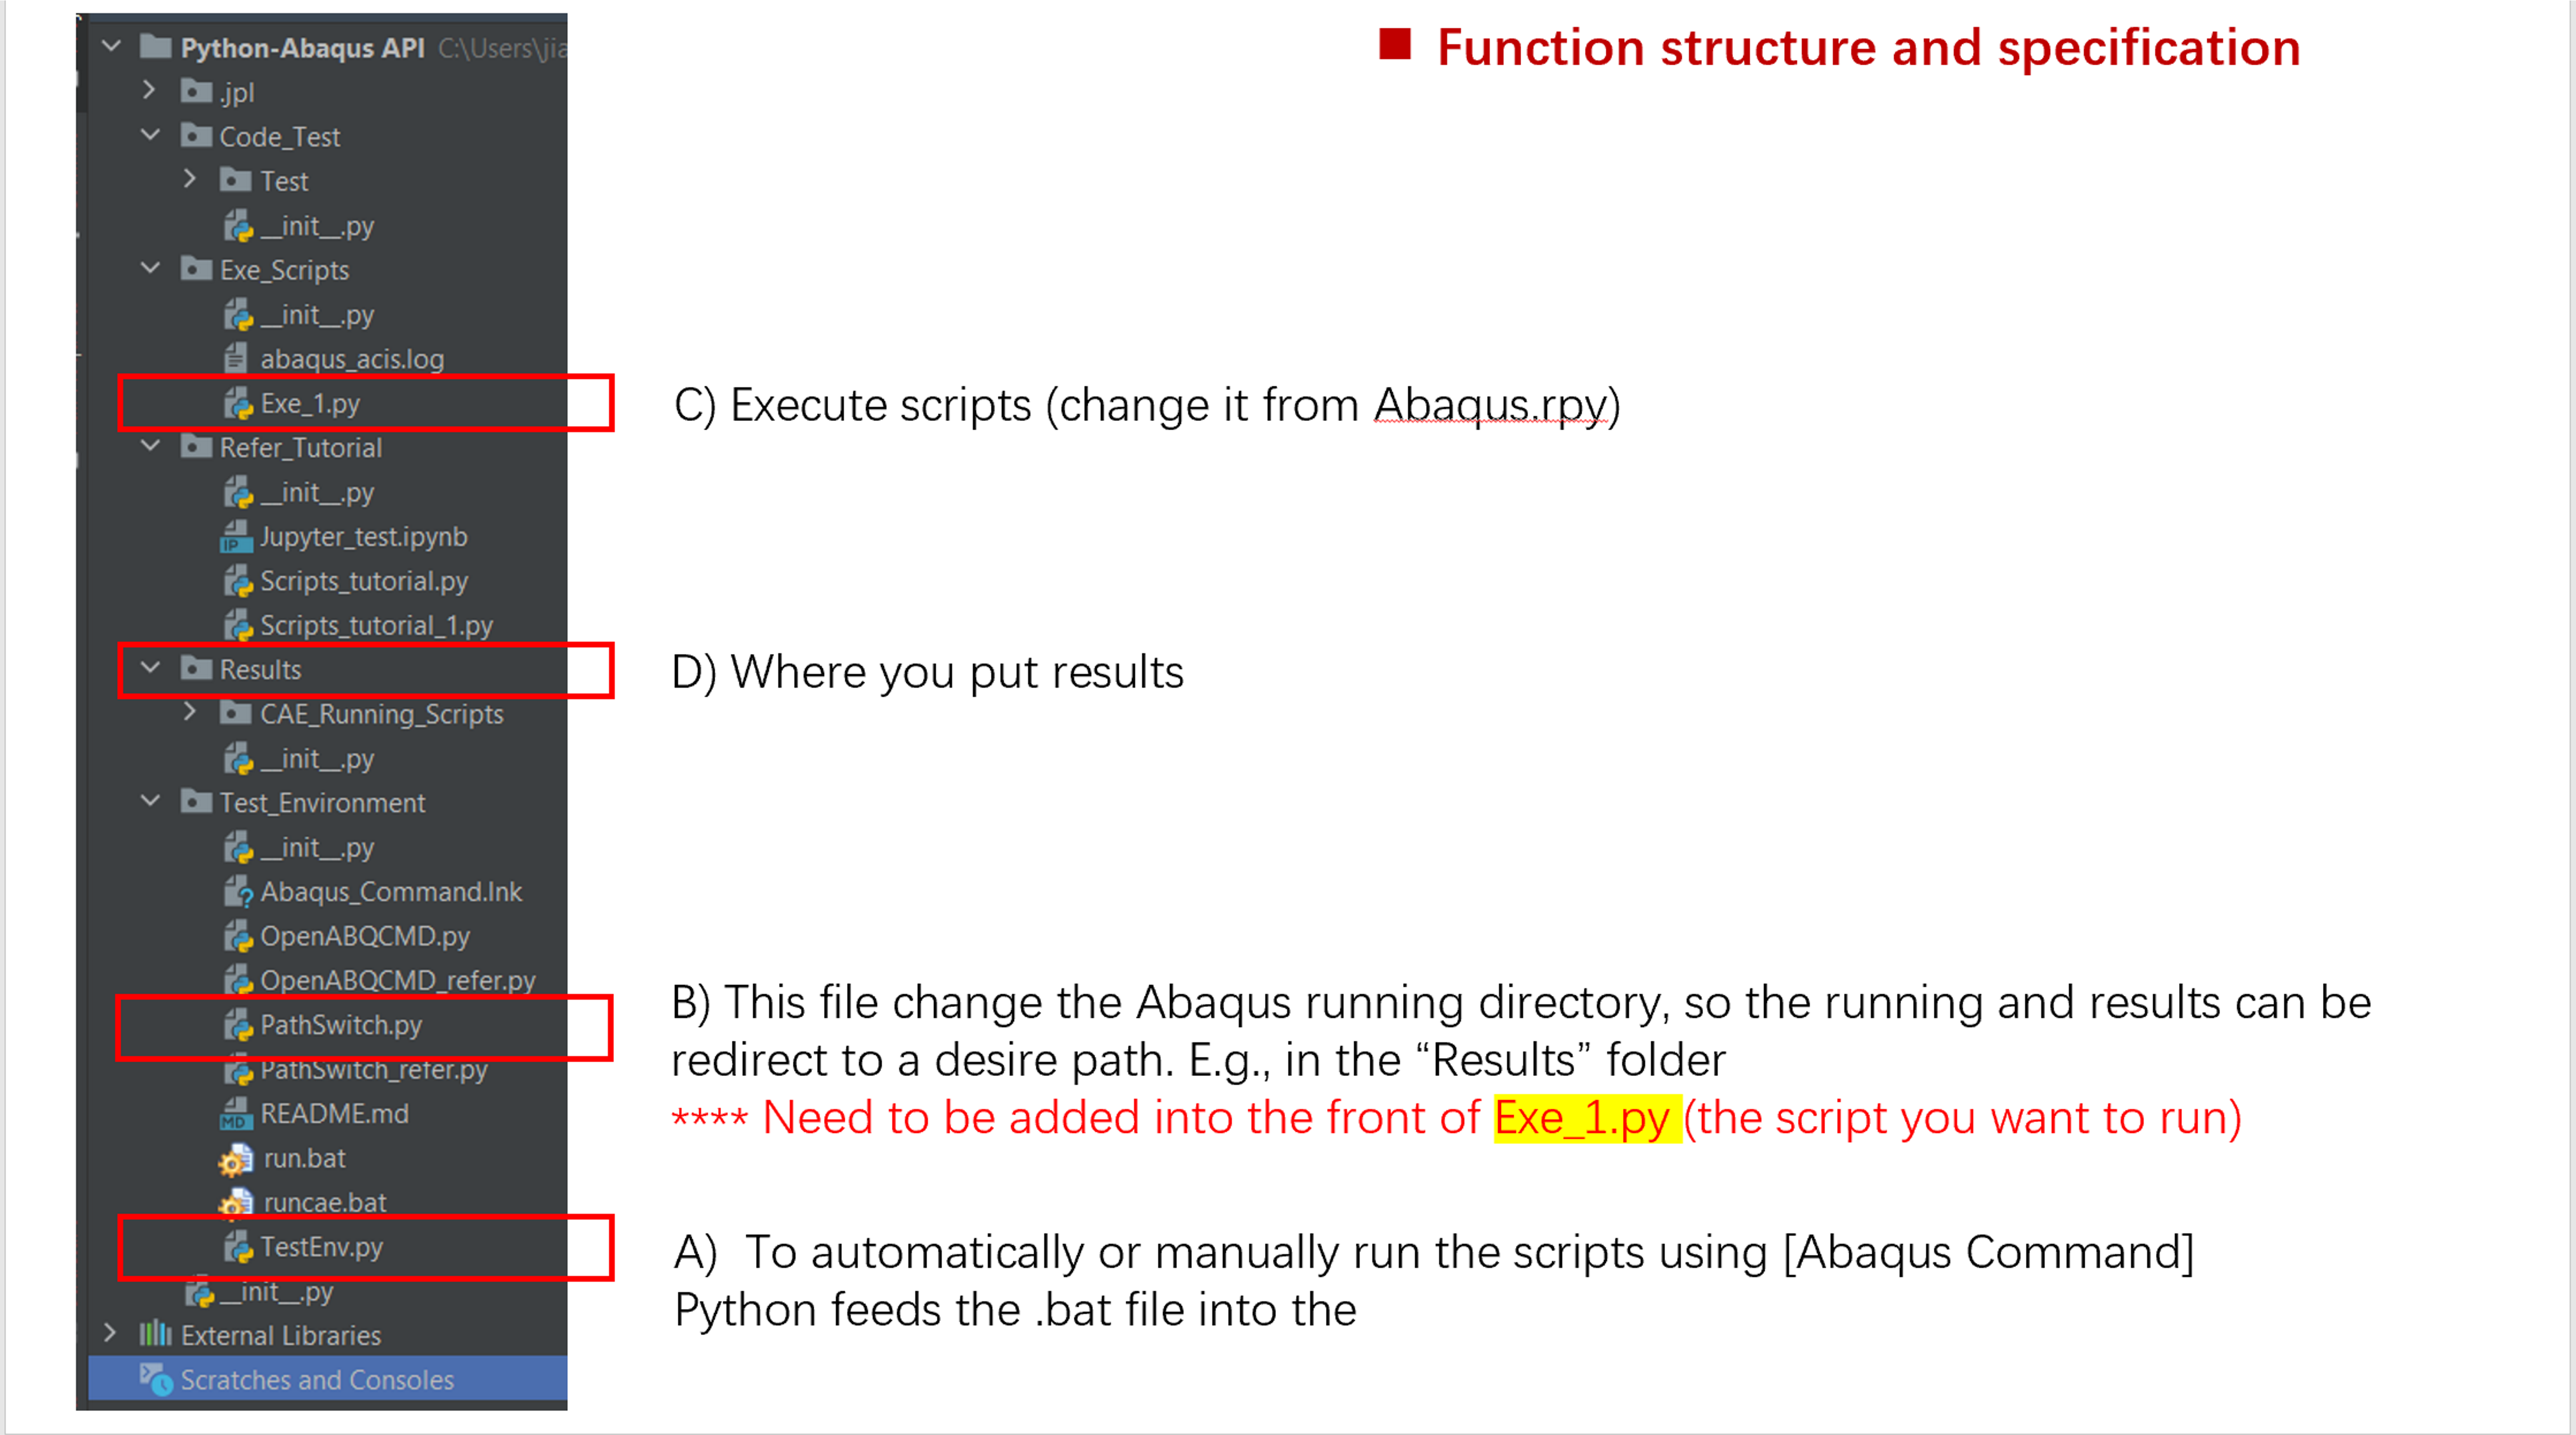 Function structure and specification
Python-Abaqus API C:\Users\jia
.jpl
Code_Test
Test
__init__.py
Exe_Scripts
__init__.py
abaqus_acis.log
Exe_1.py
Refer_Tutorial
__init__.py
Jupyter_test.ipynb
Scripts_tutorial.py
Scripts_tutorial_1.py
Results
CAE_Running_Scripts
__init__.py
Test_Environment
__init__.py
Abaqus_Command.lnk
OpenABQCMD.py
OpenABQCMD_refer.py
PathSwitch.py
PathSwitch_refer.py
README.md
run.bat
runcae.bat
TestEnv.py
__init__.py
External Libraries
Scratches and Consoles
C) Execute scripts (change it from Abaqus.rpy)
D) Where you put results
B) This file change the Abaqus running directory, so the running and results can be
redirect to a desire path. E.g., in the “Results” folder
**** Need to be added into the front of Exe_1.py (the script you want to run)
A) To automatically or manually run the scripts using [Abaqus Command]
Python feeds the .bat file into the